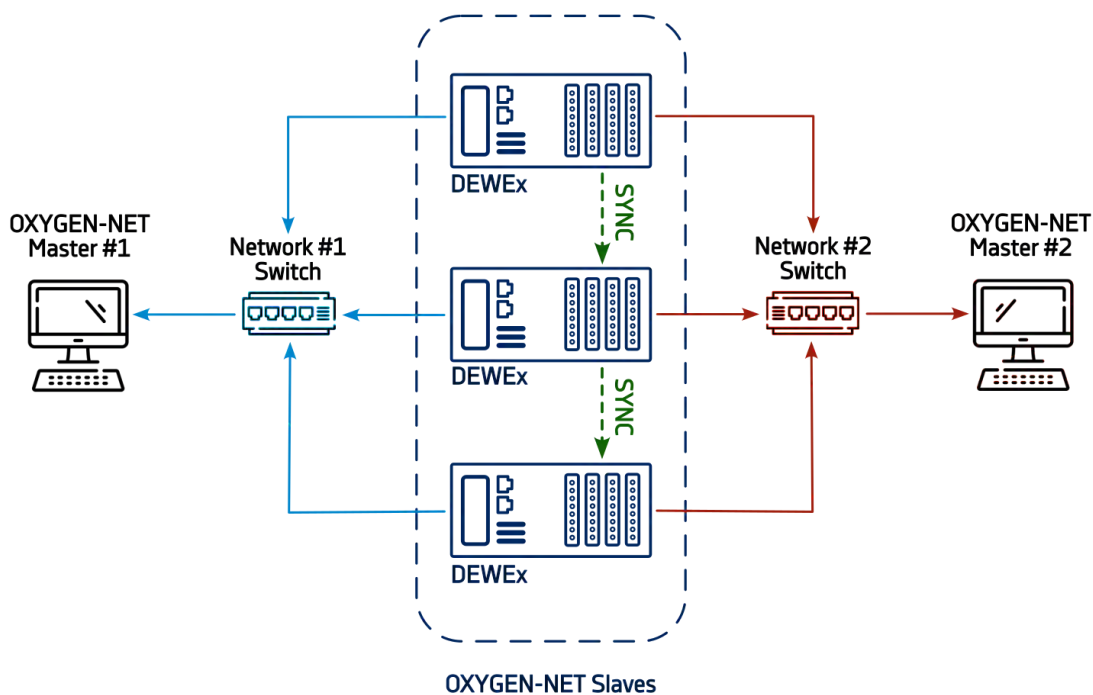 DEWEx
SYNC
OXYGEN-NET
Master #1
Network #1
Switch
Network #2
Switch
OXYGEN-NET
Master #2
DEWEx
SYNC
DEWEx
OXYGEN-NET Slaves